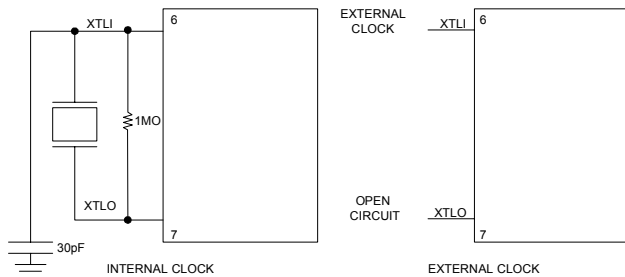 XTLI
6
1MO
XTLO
7
30pF
INTERNAL CLOCK
EXTERNAL
CLOCK
XTLI
6
OPEN
CIRCUIT
XTLO
7
EXTERNAL CLOCK